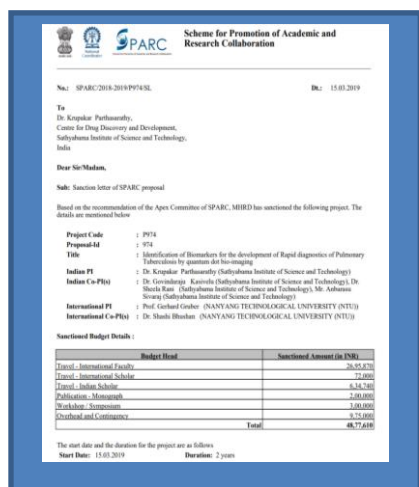 SPARC
Scheme for Promotion of Academic and
Research Collaboration
No.: SPARC/2018-2019/P974/SL
Dt.: 15.03.2019
To
Dr. Krupakar Parthasarathy,
Centre for Drug Discovery and Development,
Sathyabama Institute of Science and Technology,
India
Dear Sir/Madam,
Sub: Sanction letter of SPARC proposal
Based on the recommendation of the Apex Committee of SPARC, MHRD has sanctioned the following project. The
details are mentioned below
Project Code : P974
Proposal-Id : 974
Title : Identification of Biomarkers for the development of Rapid diagnostics of Pulmonary
Tuberculosis by quantum dot bio-imaging
Indian PI : Dr. Krupakar Parthasarathy (Sathyabama Institute of Science and Technology)
Indian Co-PI(s) : Dr. Govindaraju Kasivelu (Sathyabama Institute of Science and Technology), Dr.
Sheela Rani (Sathyabama Institute of Science and Technology), Mr. Anbarasu
Sivaraj (Sathyabama Institute of Science and Technology)
International PI : Prof. Gerhard Gruber (NANYANG TECHNOLOGICAL UNIVERSITY (NTU))
International Co-PI(s) : Dr. Shashi Bhushan (NANYANG TECHNOLOGICAL UNIVERSITY (NTU))
Sanctioned Budget Details :
Budget Head Sanctioned Amount (in INR)
Travel - International Faculty 26,95,870
Travel - International Scholar 72,000
Travel - Indian Scholar 6,34,740
Publication - Monograph 2,00,000
Workshop / Symposium 3,00,000
Overhead and Contingency 9,75,000
Total 48,77,610
The start date and the duration for the project are as follows
Start Date: 15.03.2019 Duration: 2 years